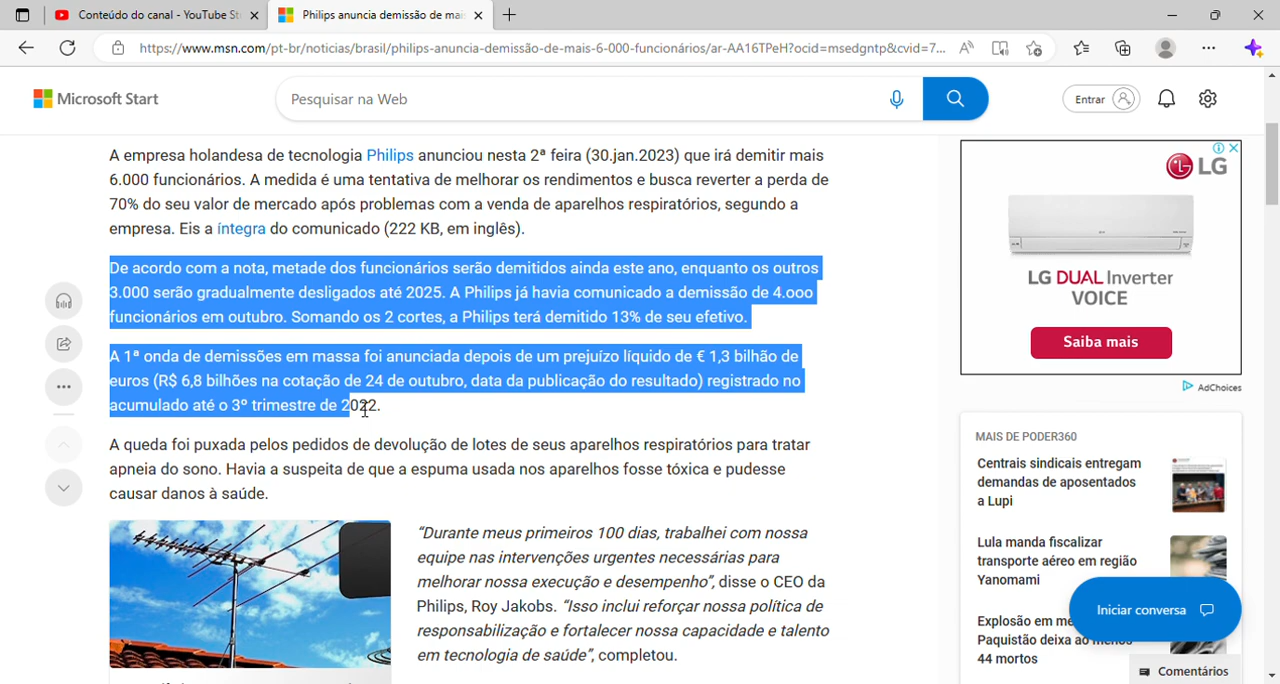 Conteúdo do canal - YouTube St
Philips anuncia demissão de mai
https://www.msn.com/pt-br/noticias/brasil/philips-anuncia-demissão-de-mais-6-000-funcionários/ar-AA16TPeH?ocid=msedgntp&cvid=7...
Microsoft Start
Pesquisar na Web
Entrar
A empresa holandesa de tecnologia Philips anunciou nesta 2ª feira (30.jan.2023) que irá demitir mais
6.000 funcionários. A medida é uma tentativa de melhorar os rendimentos e busca reverter a perda de
70% do seu valor de mercado após problemas com a venda de aparelhos respiratórios, segundo a
empresa. Eis a íntegra do comunicado (222 KB, em inglês).
De acordo com a nota, metade dos funcionários serão demitidos ainda este ano, enquanto os outros
3.000 serão gradualmente desligados até 2025. A Philips já havia comunicado a demissão de 4.ooo
funcionários em outubro. Somando os 2 cortes, a Philips terá demitido 13% de seu efetivo.
A 1ª onda de demissões em massa foi anunciada depois de um prejuízo líquido de € 1,3 bilhão de
euros (R$ 6,8 bilhões na cotação de 24 de outubro, data da publicação do resultado) registrado no
acumulado até o 3º trimestre de 2022.
A queda foi puxada pelos pedidos de devolução de lotes de seus aparelhos respiratórios para tratar
apneia do sono. Havia a suspeita de que a espuma usada nos aparelhos fosse tóxica e pudesse
causar danos à saúde.
“Durante meus primeiros 100 dias, trabalhei com nossa
equipe nas intervenções urgentes necessárias para
melhorar nossa execução e desempenho”, disse o CEO da
Philips, Roy Jakobs. “Isso inclui reforçar nossa política de
responsabilização e fortalecer nossa capacidade e talento
em tecnologia de saúde”, completou.
LG
LG DUAL Inverter
VOICE
Saiba mais
AdChoices
MAIS DE PODER360
Centrais sindicais entregam
demandas de aposentados
a Lupi
Lula manda fiscalizar
transporte aéreo em região
Yanomami
Iniciar conversa
Explosão em me
Paquistão deixa ao menos
44 mortos
Comentários